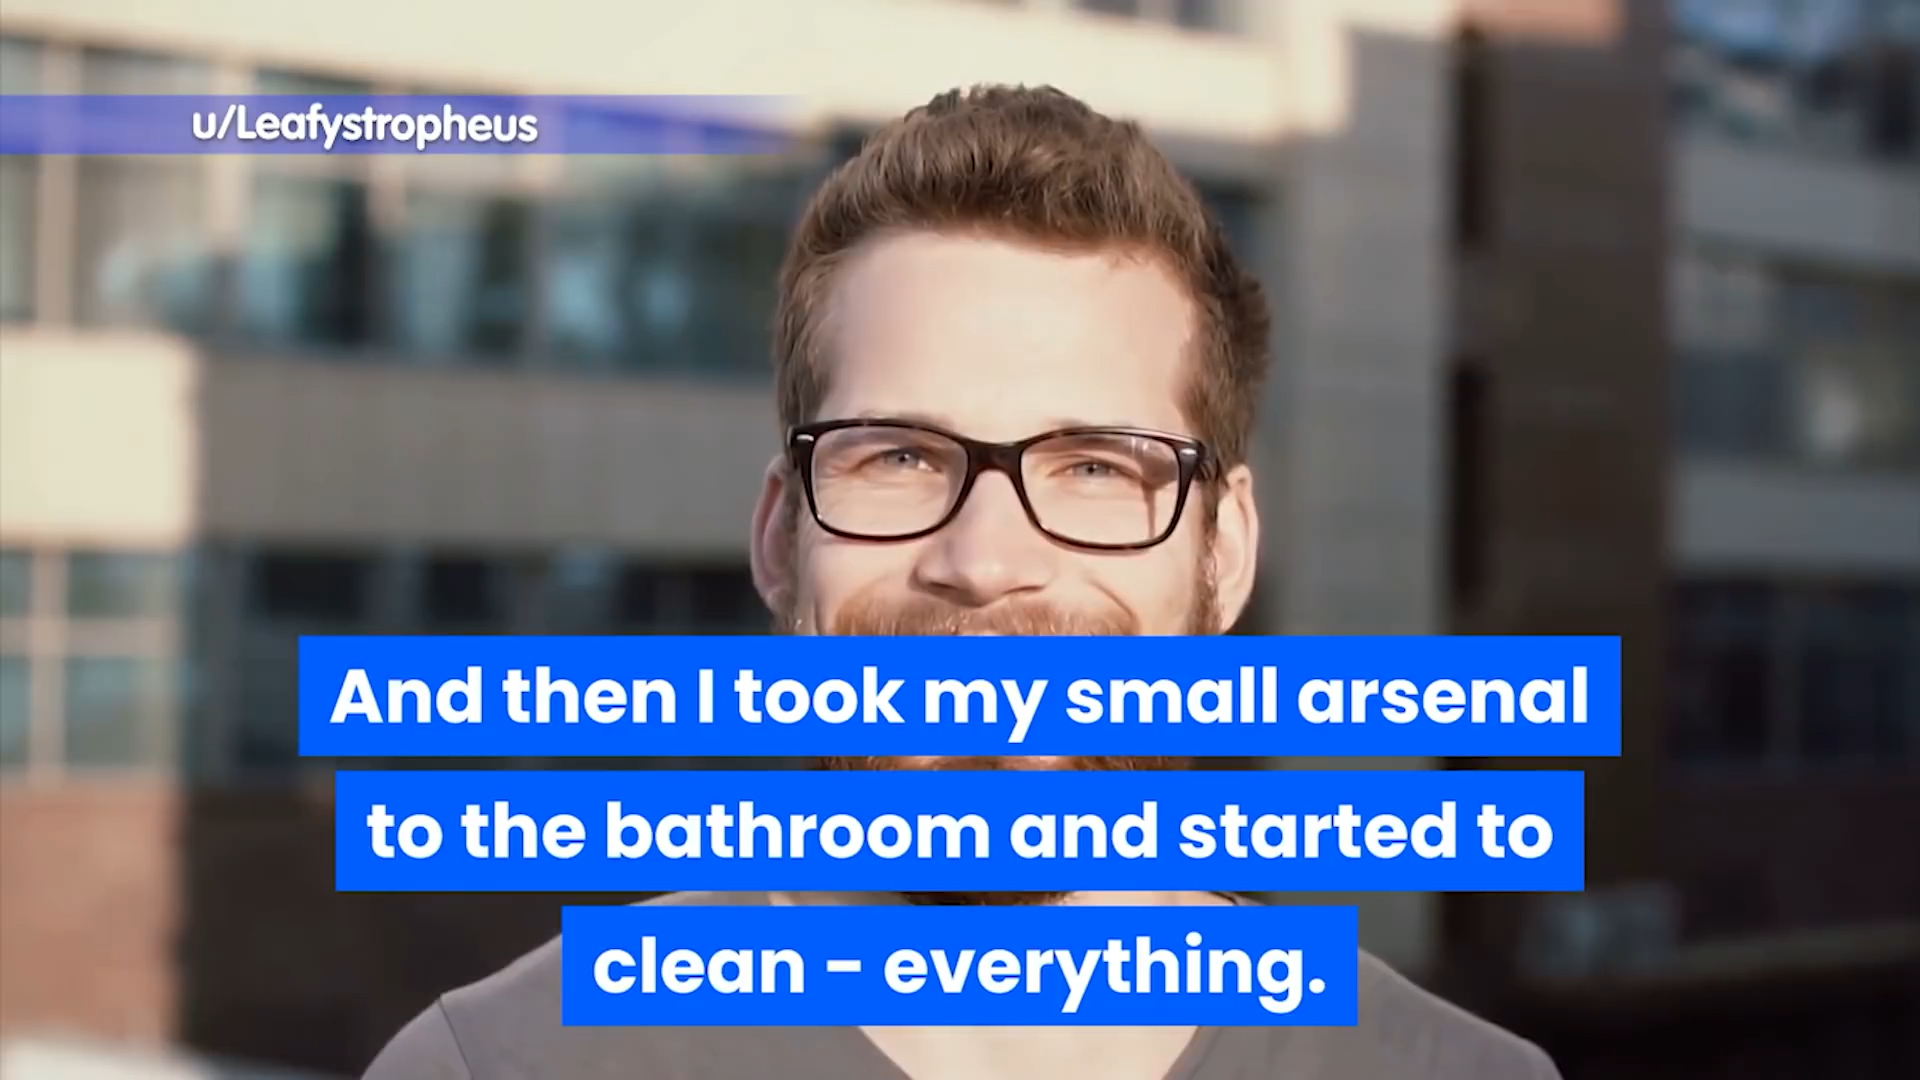 u/Leafystropheus
And then I took my small arsenal
to the bathroom and started to
clean - everything.